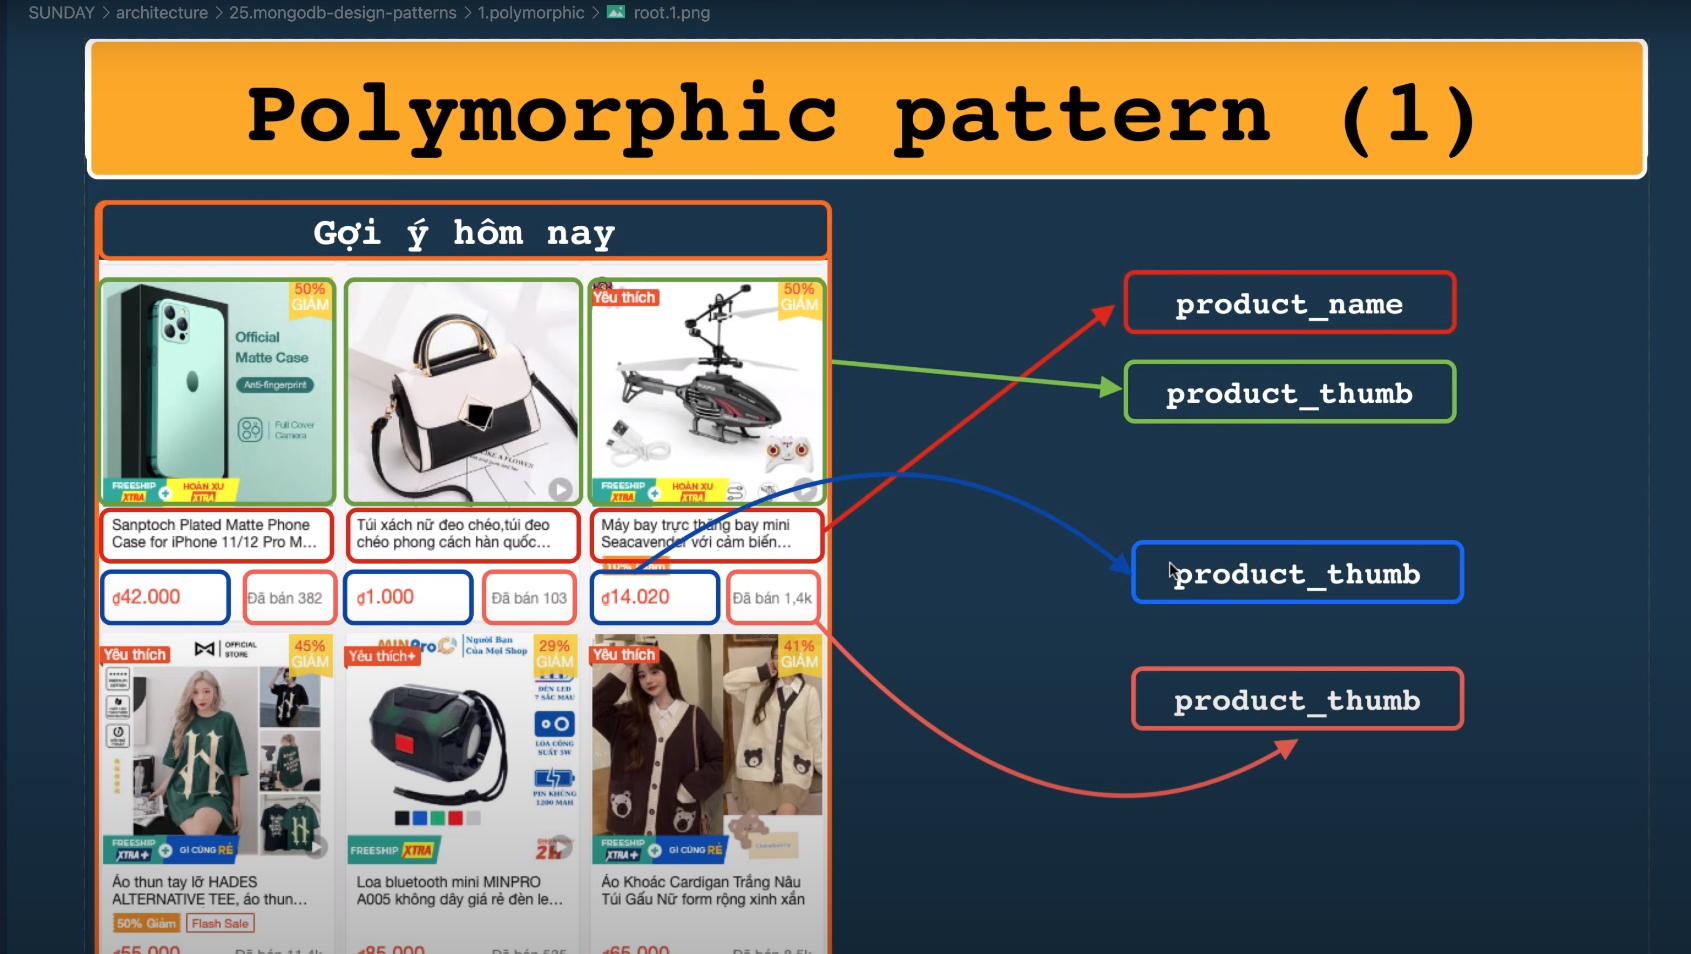 SUNDAY > architecture > 25.mongodb-design-patterns > 1.polymorphic > root.1.png
Polymorphic pattern (1)
Gợi ý hôm nay
50%
GIẢM
Official
Matte Case
Anti-fingerprint
Full Cover
Camera
FREESHIP
XTRA
HOÀN XU
XTRA
Yêu thích
50%
GIẢM
FREESHIP
XTRA
HOÀN XU
XTRA
Sanptoch Plated Matte Phone
Case for iPhone 11/12 Pro M...
Túi xách nữ đeo chéo,túi đeo
chéo phong cách hàn quốc...
Máy bay trực thăng bay mini
Seacavender với cảm biến...
₫42.000
Đã bán 382
₫1.000
Đã bán 103
₫14.020
Đã bán 1,4k
product_name
product_thumb
product_thumb
product_thumb
Yêu thích
OFFICIAL
STORE
45%
GIẢM
FREESHIP
XTRA+
GÌ CŨNG RẺ
Yêu thích+
MINPro
Người Bạn
Của Mọi Shop
29%
GIẢM
ĐÈN LED
7 SẮC MÀU
LOA CÔNG
SUẤT 3W
PIN KHỦNG
1200 MAH
FREESHIP XTRA
2H
Yêu thích
41%
GIẢM
FREESHIP
XTRA+
GÌ CŨNG RẺ
Áo thun tay lỡ HADES
ALTERNATIVE TEE, áo thun...
50% Giảm
Flash Sale
Loa bluetooth mini MINPRO
A005 không dây giá rẻ đèn le...
Áo Khoác Cardigan Trắng Nâu
Túi Gấu Nữ form rộng xinh xắn
₫55.000
Đã bán 11,4k
₫85.000
Đã bán 535
₫65.000
Đã bán 8,5k